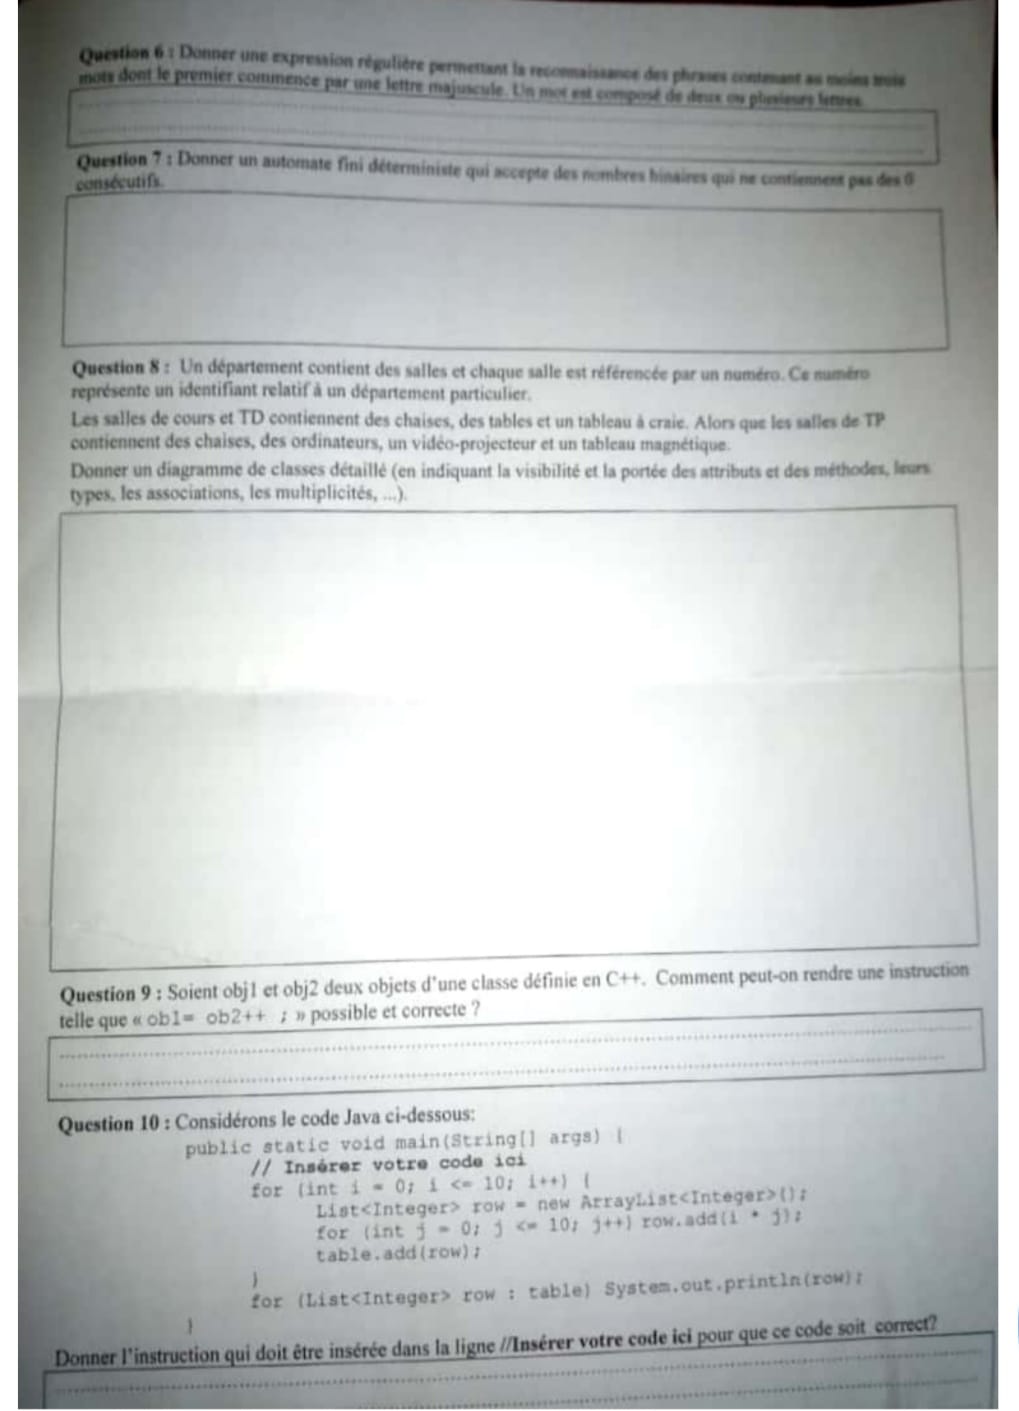 Question 6 : Donner une expression régulière permettant la reconnaissance des phrases contenant au moins trois
mots dont le premier commence par une lettre majuscule. Un mot est composé de deux ou plusieurs lettres.
Question 7 : Donner un automate fini déterministe qui accepte des nombres binaires qui ne contiennent pas des 0
consécutifs.
Question 8 : Un département contient des salles et chaque salle est référencée par un numéro. Ce numéro
représente un identifiant relatif à un département particulier.
Les salles de cours et TD contiennent des chaises, des tables et un tableau à craie. Alors que les salles de TP
contiennent des chaises, des ordinateurs, un vidéo-projecteur et un tableau magnétique.
Donner un diagramme de classes détaillé (en indiquant la visibilité et la portée des attributs et des méthodes, leurs
types, les associations, les multiplicités, ...).
Question 9 : Soient obj1 et obj2 deux objets d'une classe définie en C++. Comment peut-on rendre une instruction
telle que « ob1= ob2++ ; » possible et correcte ?
Question 10 : Considérons le code Java ci-dessous:
public static void main(String[] args) {
// Insérer votre code ici
for (int i = 0; i <= 10; i++) {
List<Integer> row = new ArrayList<Integer>();
for (int j = 0; j <= 10; j++) row.add(i * j);
table.add(row);
}
for (List<Integer> row : table) System.out.println(row);
}
Donner l'instruction qui doit être insérée dans la ligne //Insérer votre code ici pour que ce code soit correct?